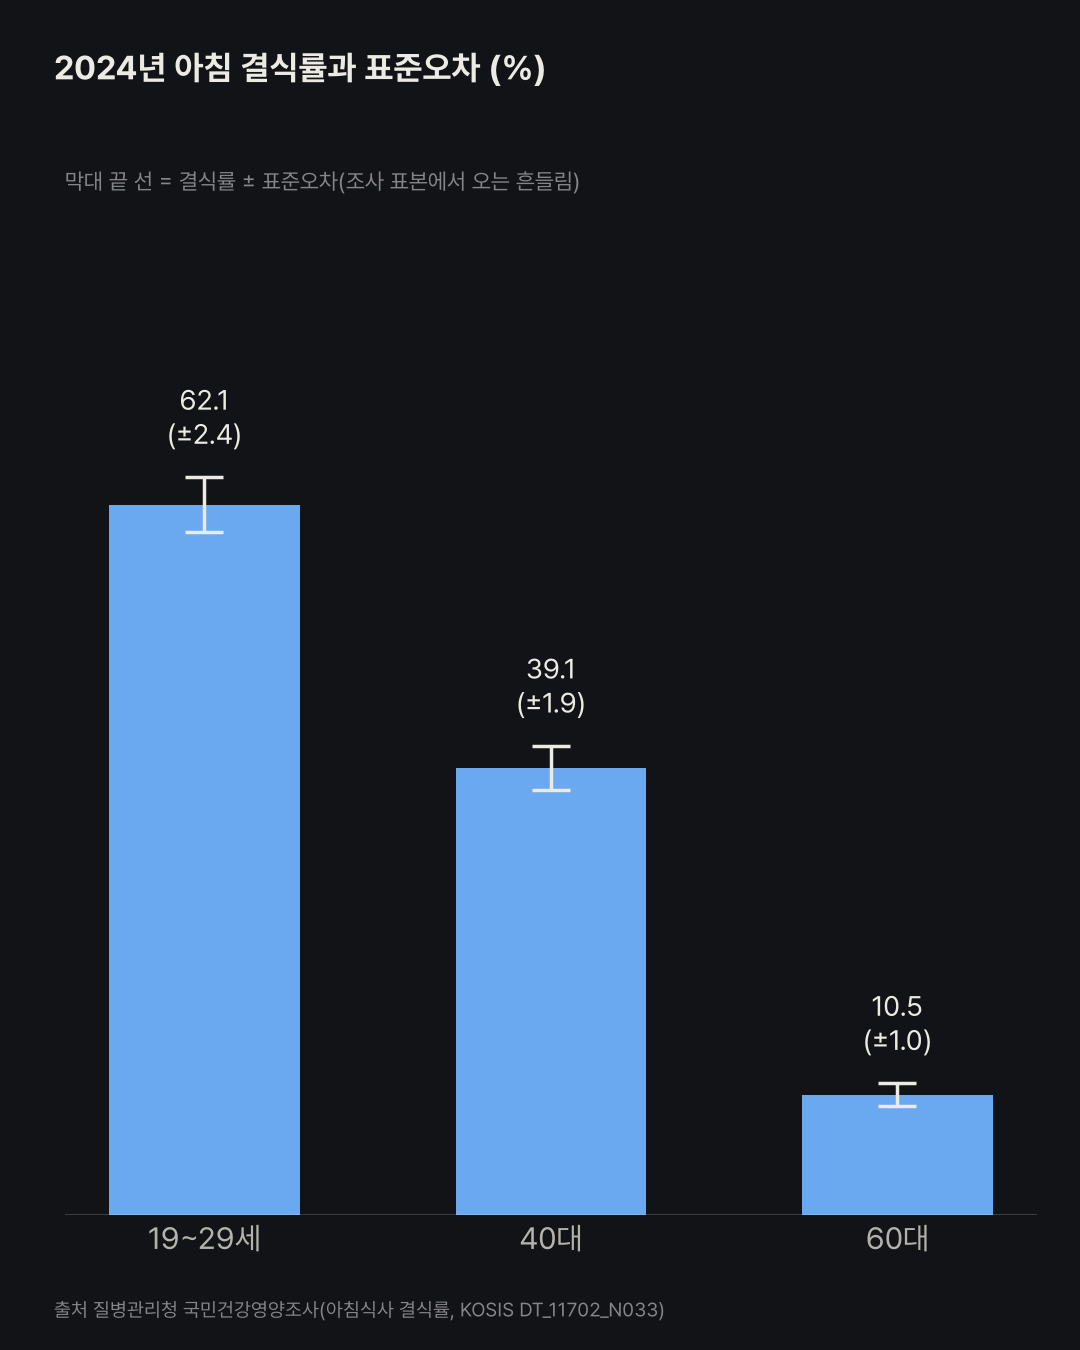 2024년 아침 결식률과 표준오차 (%)
막대 끝 선 = 결식률 ± 표준오차(조사 표본에서 오는 흔들림)
62.1
(±2.4)
39.1
(±1.9)
10.5
(±1.0)
19~29세
40대
60대
출처 질병관리청 국민건강영양조사(아침식사 결식률, KOSIS DT_11702_N033)